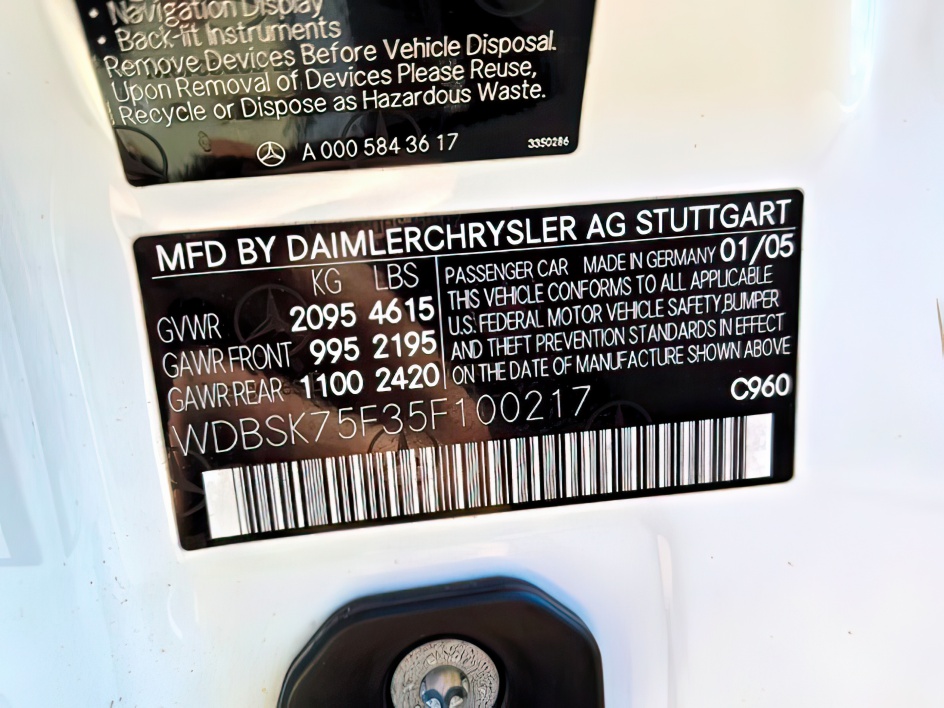 • Navigation Display
• Back-fit Instruments
Remove Devices Before Vehicle Disposal.
Upon Removal of Devices Please Reuse,
Recycle or Dispose as Hazardous Waste.
A 000 584 36 17
3350286
MFD BY DAIMLERCHRYSLER AG STUTTGART
KG LBS
GVWR 2095 4615
GAWR FRONT 995 2195
GAWR REAR 1100 2420
PASSENGER CAR MADE IN GERMANY 01/05
THIS VEHICLE CONFORMS TO ALL APPLICABLE
U.S. FEDERAL MOTOR VEHICLE SAFETY,BUMPER
AND THEFT PREVENTION STANDARDS IN EFFECT
ON THE DATE OF MANUFACTURE SHOWN ABOVE
C960
WDBSK75F35F100217